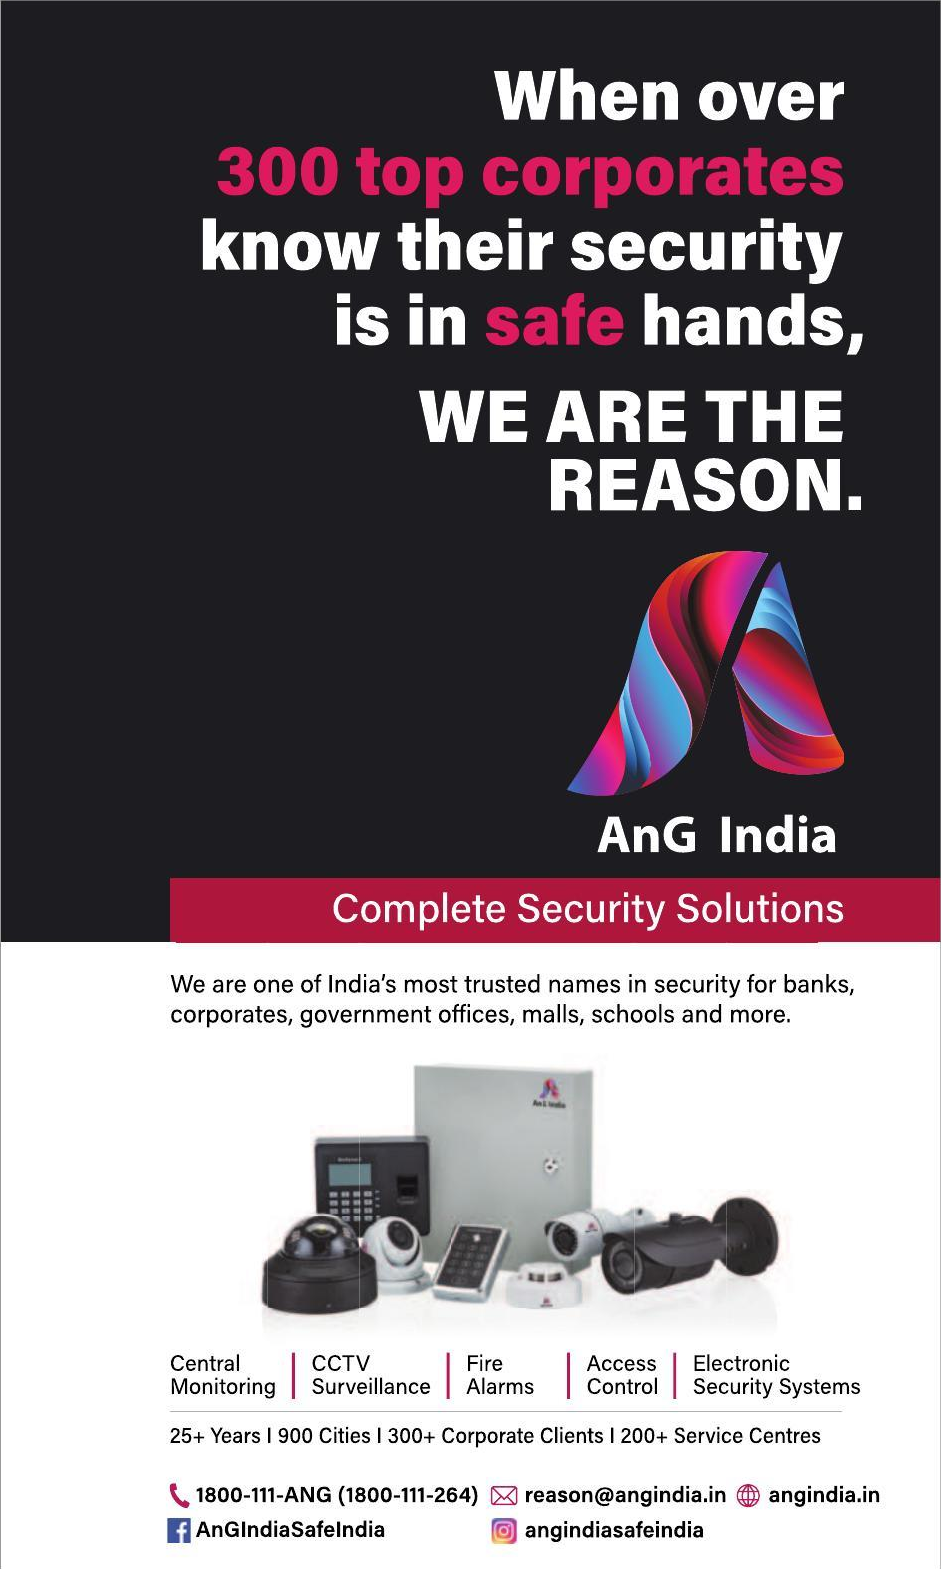 When over
300 top corporates
know their security
is in safe hands,
WE ARE THE
REASON.
AnG India
Complete Security Solutions
We are one of India's most trusted names in security for banks,
corporates, government offices, malls, schools and more.
AnG India
Central
Monitoring
CCTV
Surveillance
Fire
Alarms
Access
Control
Electronic
Security Systems
25+ Years I 900 Cities I 300+ Corporate Clients I 200+ Service Centres
1800-111-ANG (1800-111-264) reason@angindia.in angindia.in
AnGIndiaSafeIndia angindiasafeindia